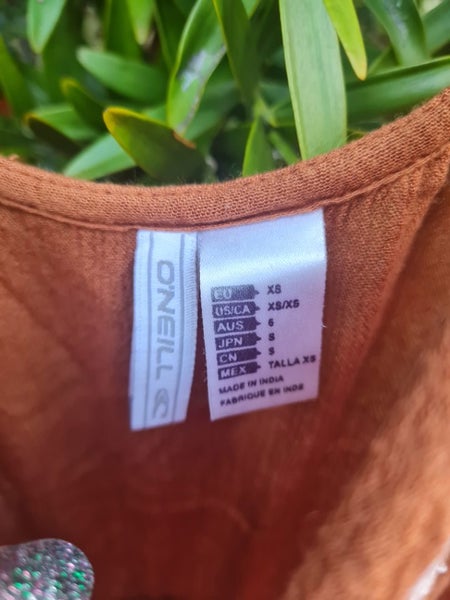 O'NEILL
EU XS
US/CA XS/XS
AUS 6
JPN S
CN S
MEX TALLA XS
MADE IN INDIA
FABRIQUE EN INDE